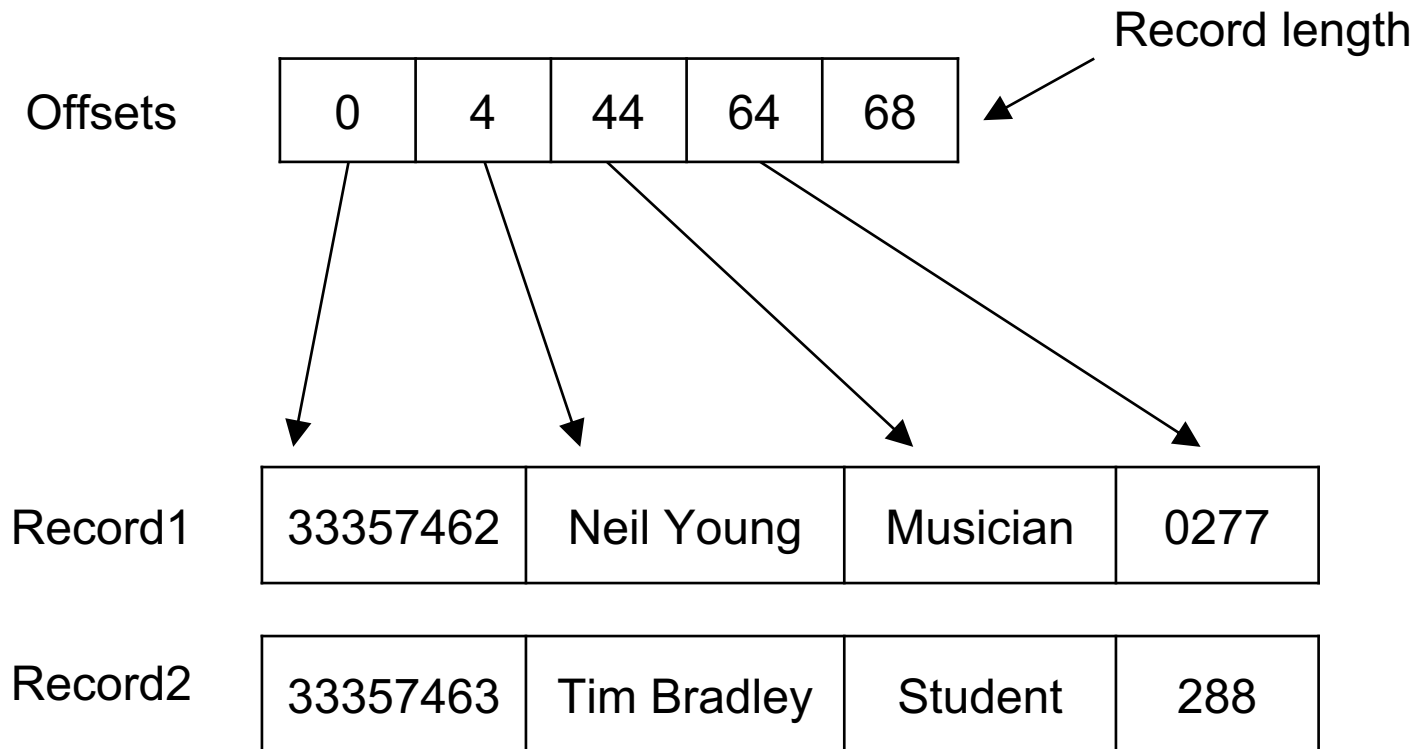 Record length
Offsets 0 4 44 64 68
Record1 33357462 Neil Young Musician 0277
Record2 33357463 Tim Bradley Student 288